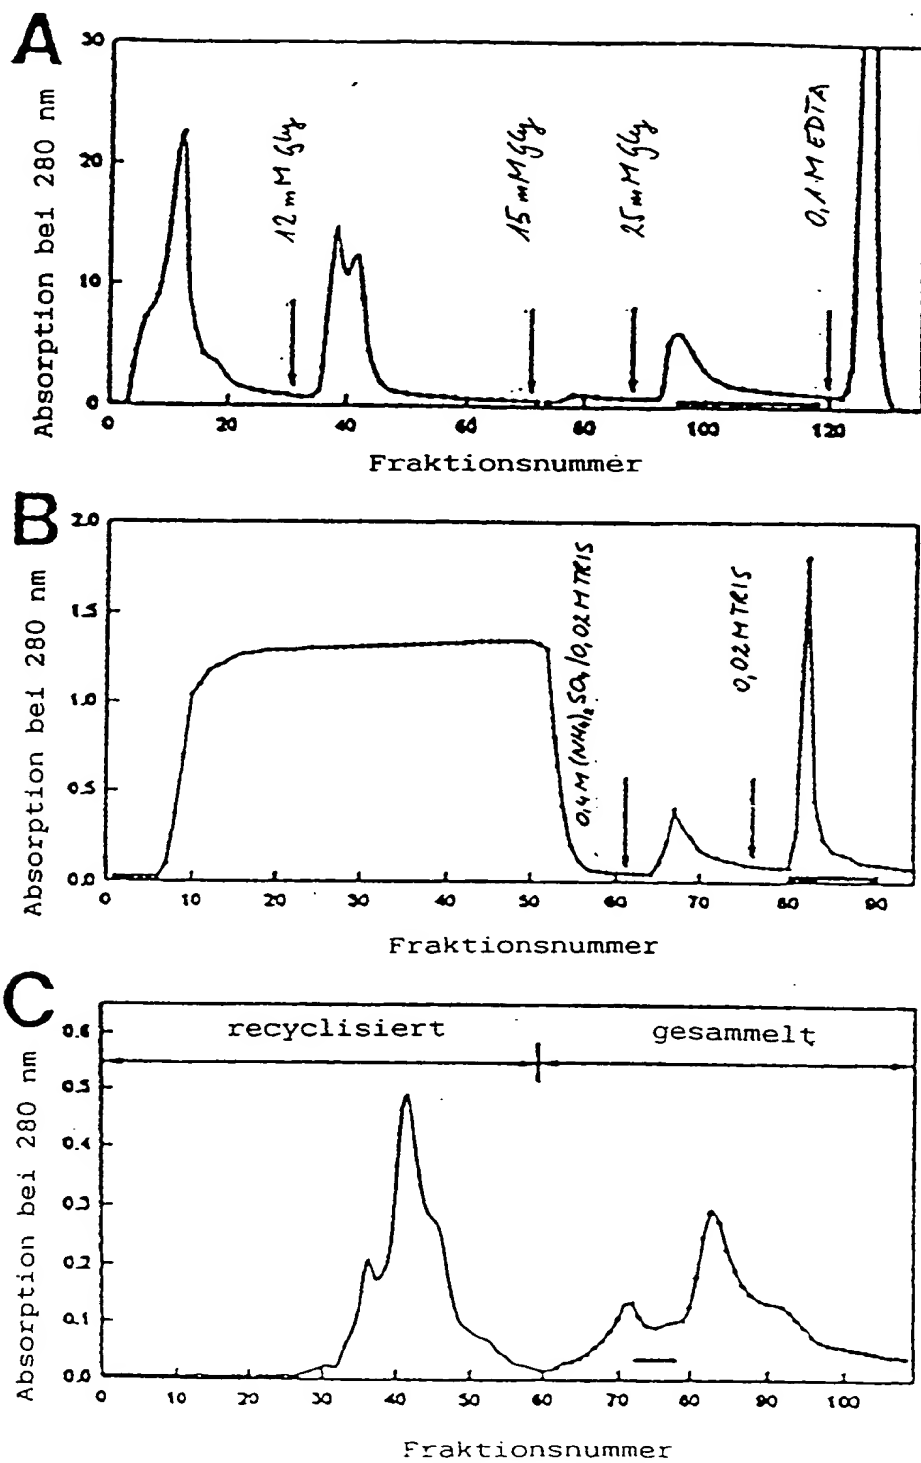 A
Absorption bei 280 nm
30
20
10
0
12 mM Gly
15 mM Gly
25 mM Gly
0,1 M EDTA
0 20 40 60 80 100 120
Fraktionsnummer
B
Absorption bei 280 nm
2.0
1.5
1.0
0.5
0.0
0,4 M (NH4)2 SO4 /0,02 M TRIS
0,02 M TRIS
0 10 20 30 40 50 60 70 80 90
Fraktionsnummer
C
Absorption bei 280 nm
0.6
0.5
0.4
0.3
0.2
0.1
0.0
recyclisiert gesammelt
0 10 20 30 40 50 60 70 80 90 100
Fraktionsnummer